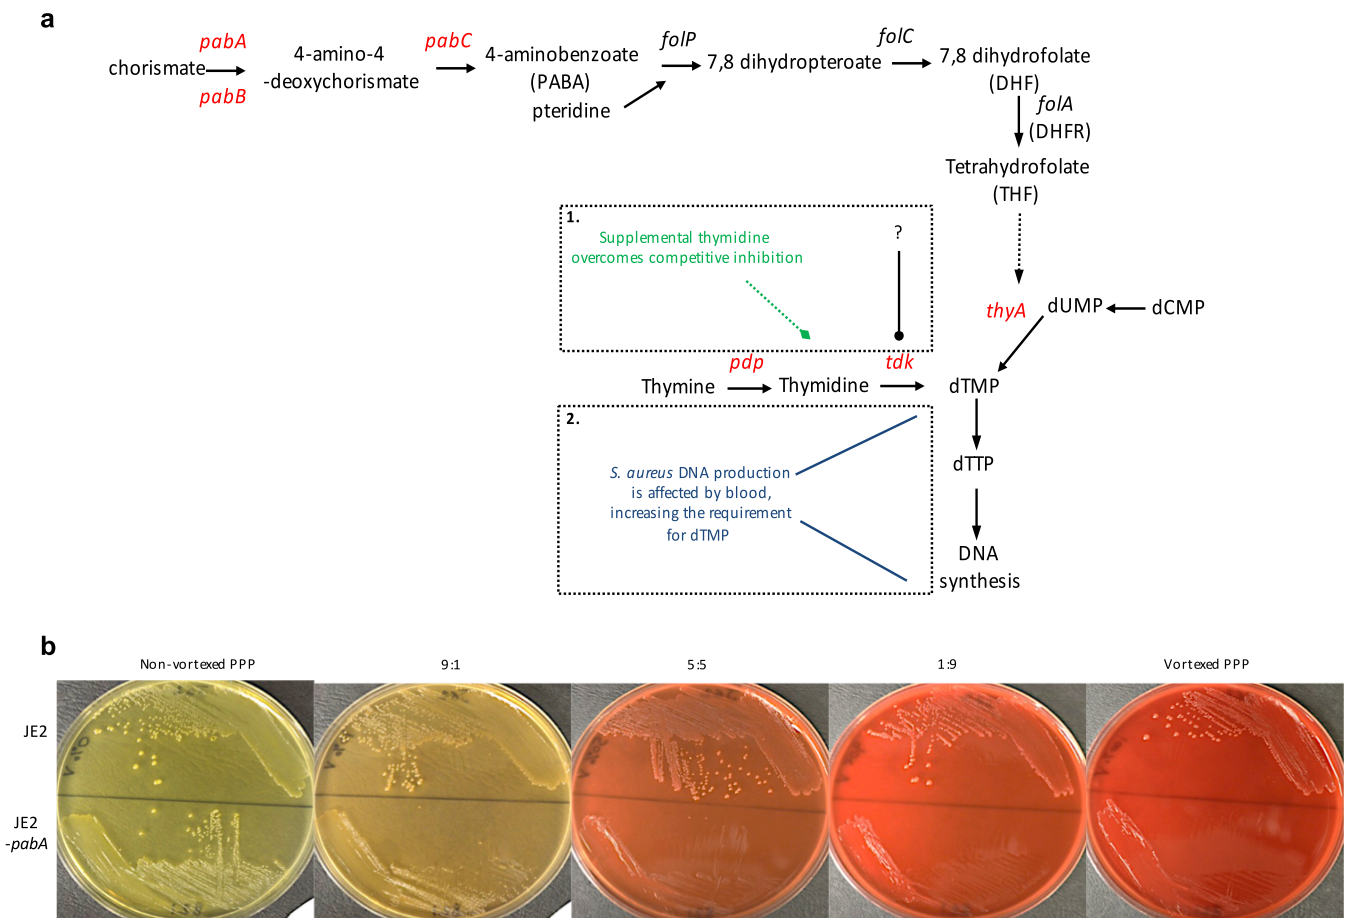 a
pabA
pabC
folP
folC
chorismate
4-amino-4
-deoxychorismate
4-aminobenzoate
(PABA)
pteridine
7,8 dihydropteroate
7,8 dihydrofolate
(DHF)
pabB
folA
(DHFR)
Tetrahydrofolate
(THF)
1.
Supplemental thymidine
overcomes competitive inhibition
?
thyA
dUMP
dCMP
pdp
tdk
Thymine
Thymidine
dTMP
2.
S. aureus DNA production
is affected by blood,
increasing the requirement
for dTMP
dTTP
DNA
synthesis
b
Non-vortexed PPP
9:1
5:5
1:9
Vortexed PPP
JE2
JE2
-pabA